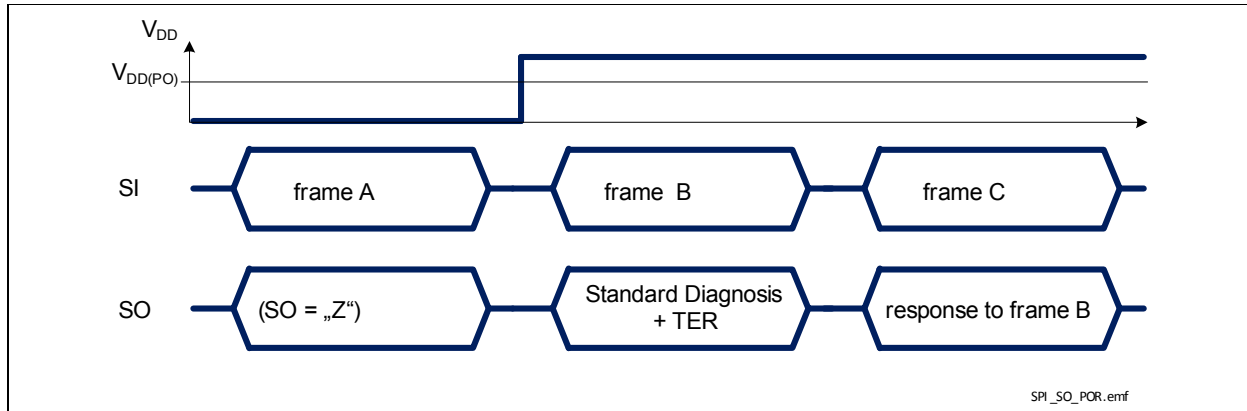 VDD
VDD(PO)
SI
frame A
frame B
frame C
SO
(SO = „Z“)
Standard Diagnosis
+ TER
response to frame B
SPI_SO_POR.emf